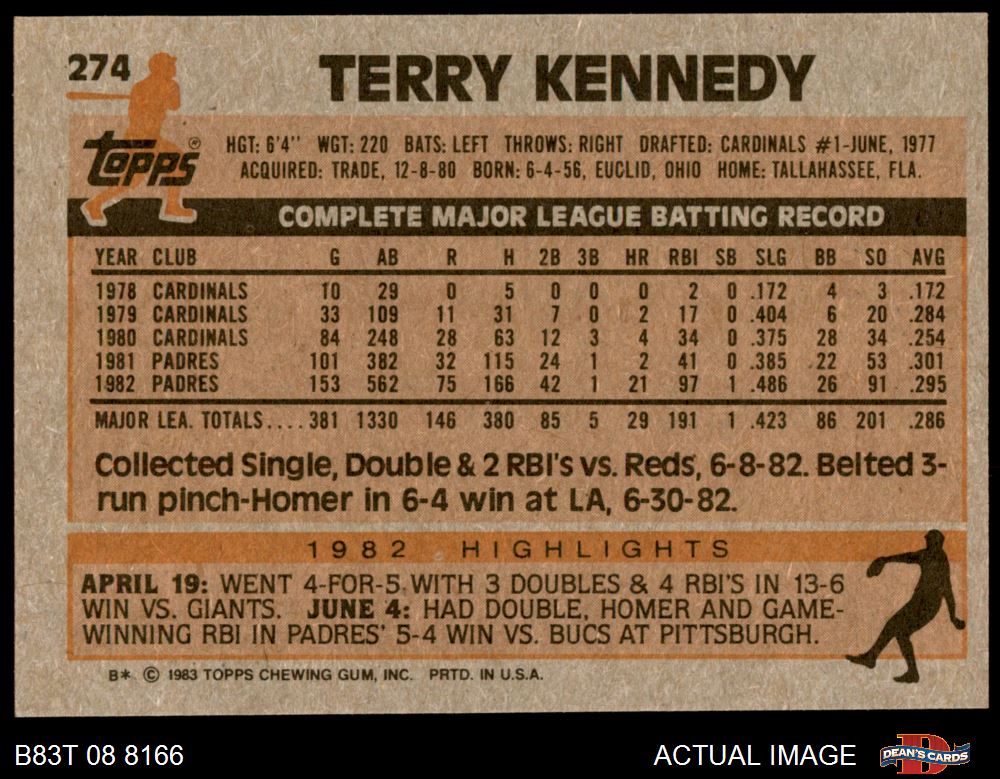 274
TERRY KENNEDY
Topps®
HGT: 6'4" WGT: 220 BATS: LEFT THROWS: RIGHT DRAFTED: CARDINALS #1-JUNE, 1977
ACQUIRED: TRADE, 12-8-80 BORN: 6-4-56, EUCLID, OHIO HOME: TALLAHASSEE, FLA.
COMPLETE MAJOR LEAGUE BATTING RECORD
YEAR CLUB G AB R H 2B 3B HR RBI SB SLG BB SO AVG
1978 CARDINALS 10 29 0 5 0 0 0 2 0 .172 4 3 .172
1979 CARDINALS 33 109 11 31 7 0 2 17 0 .404 6 20 .284
1980 CARDINALS 84 248 28 63 12 3 4 34 0 .375 28 34 .254
1981 PADRES 101 382 32 115 24 1 2 41 0 .385 22 53 .301
1982 PADRES 153 562 75 166 42 1 21 97 1 .486 26 91 .295
MAJOR LEA. TOTALS.... 381 1330 146 380 85 5 29 191 1 .423 86 201 .286
Collected Single, Double & 2 RBI's vs. Reds, 6-8-82. Belted 3-
run pinch-Homer in 6-4 win at LA, 6-30-82.
1982 HIGHLIGHTS
APRIL 19: WENT 4-FOR-5 WITH 3 DOUBLES & 4 RBI'S IN 13-6
WIN VS. GIANTS. JUNE 4: HAD DOUBLE, HOMER AND GAME-
WINNING RBI IN PADRES' 5-4 WIN VS. BUCS AT PITTSBURGH.
B* © 1983 TOPPS CHEWING GUM, INC. PRTD. IN U.S.A.
B83T 08 8166
ACTUAL IMAGE
DEAN'S CARDS